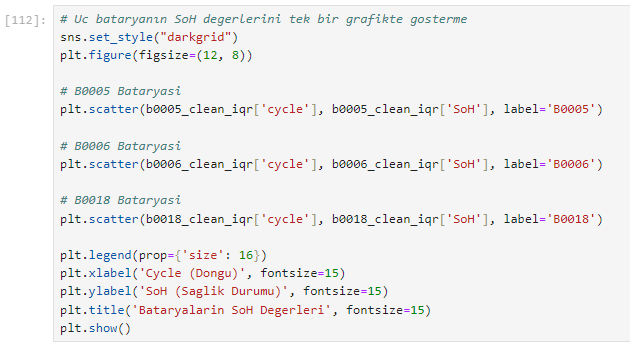 [112]: # Uc bataryanın SoH degerlerini tek bir grafikte gosterme
sns.set_style("darkgrid")
plt.figure(figsize=(12, 8))
# B0005 Bataryasi
plt.scatter(b0005_clean_iqr['cycle'], b0005_clean_iqr['SoH'], label='B0005')
# B0006 Bataryasi
plt.scatter(b0006_clean_iqr['cycle'], b0006_clean_iqr['SoH'], label='B0006')
# B0018 Bataryasi
plt.scatter(b0018_clean_iqr['cycle'], b0018_clean_iqr['SoH'], label='B0018')
plt.legend(prop={'size': 16})
plt.xlabel('Cycle (Dongu)', fontsize=15)
plt.ylabel('SoH (Saglik Durumu)', fontsize=15)
plt.title('Bataryalarin SoH Degerleri', fontsize=15)
plt.show()